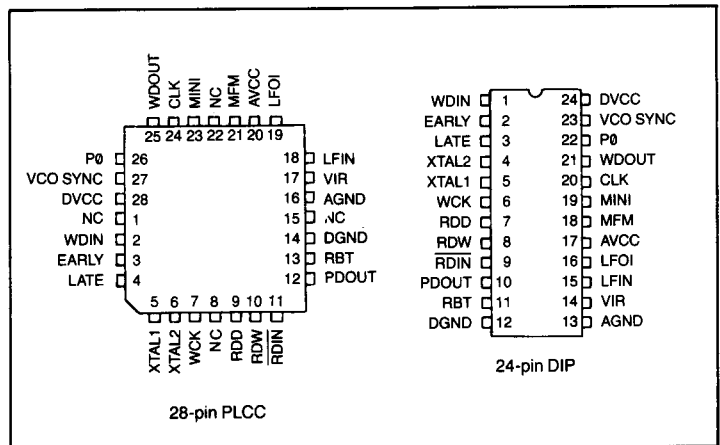 WDOUT CLK MINI NC MFM AVCC LFOI
25 24 23 22 21 20 19
P0 26
VCO SYNC 27
DVCC 28
NC 1
WDIN 2
EARLY 3
LATE 4
18 LFIN
17 VIR
16 AGND
15 NC
14 DGND
13 RBT
12 PDOUT
5 6 7 8 9 10 11
XTAL1 XTAL2 WCK NC RDD RDW RDIN
28-pin PLCC
WDIN 1 24 DVCC
EARLY 2 23 VCO SYNC
LATE 3 22 P0
XTAL2 4 21 WDOUT
XTAL1 5 20 CLK
WCK 6 19 MINI
RDD 7 18 MFM
RDW 8 17 AVCC
RDIN 9 16 LFOI
PDOUT 10 15 LFIN
RBT 11 14 VIR
DGND 12 13 AGND
24-pin DIP